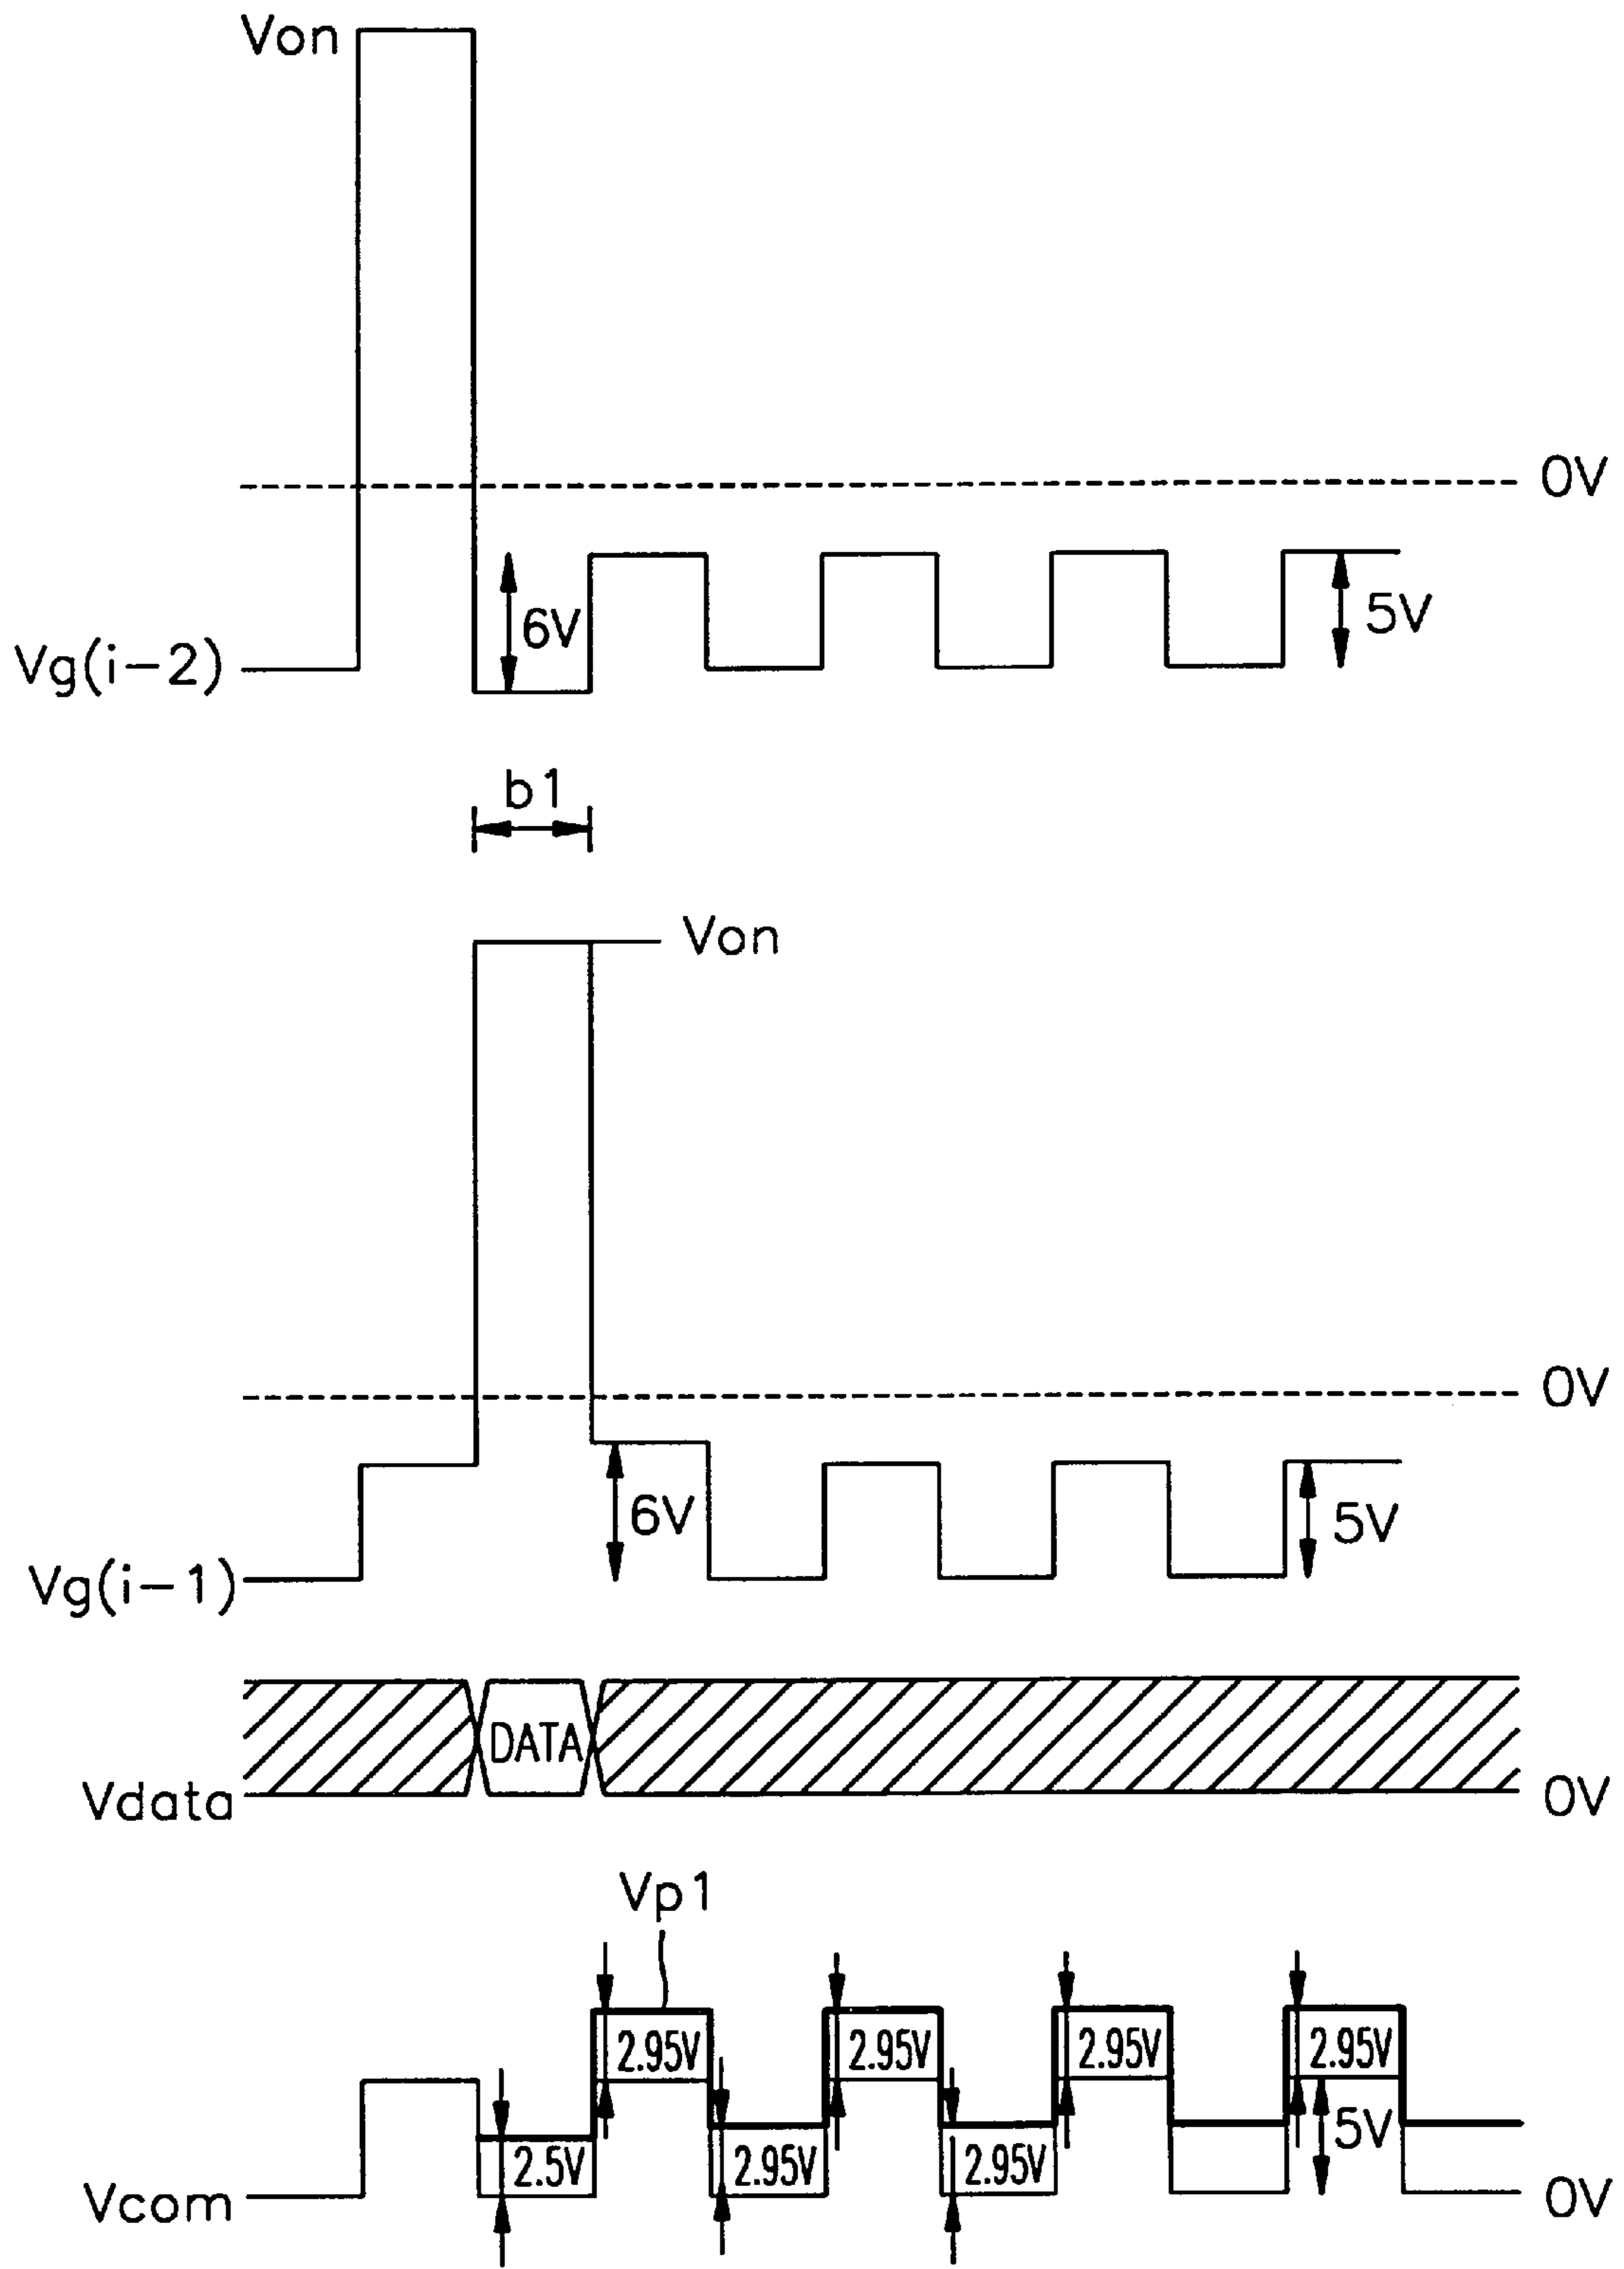 Von
0V
6V
5V
Vg(i-2)
b1
Von
0V
6V
5V
Vg(i-1)
DATA
Vdata
0V
Vp1
2.95V
2.95V
2.95V
2.95V
5V
2.5V
2.95V
2.95V
Vcom
0V